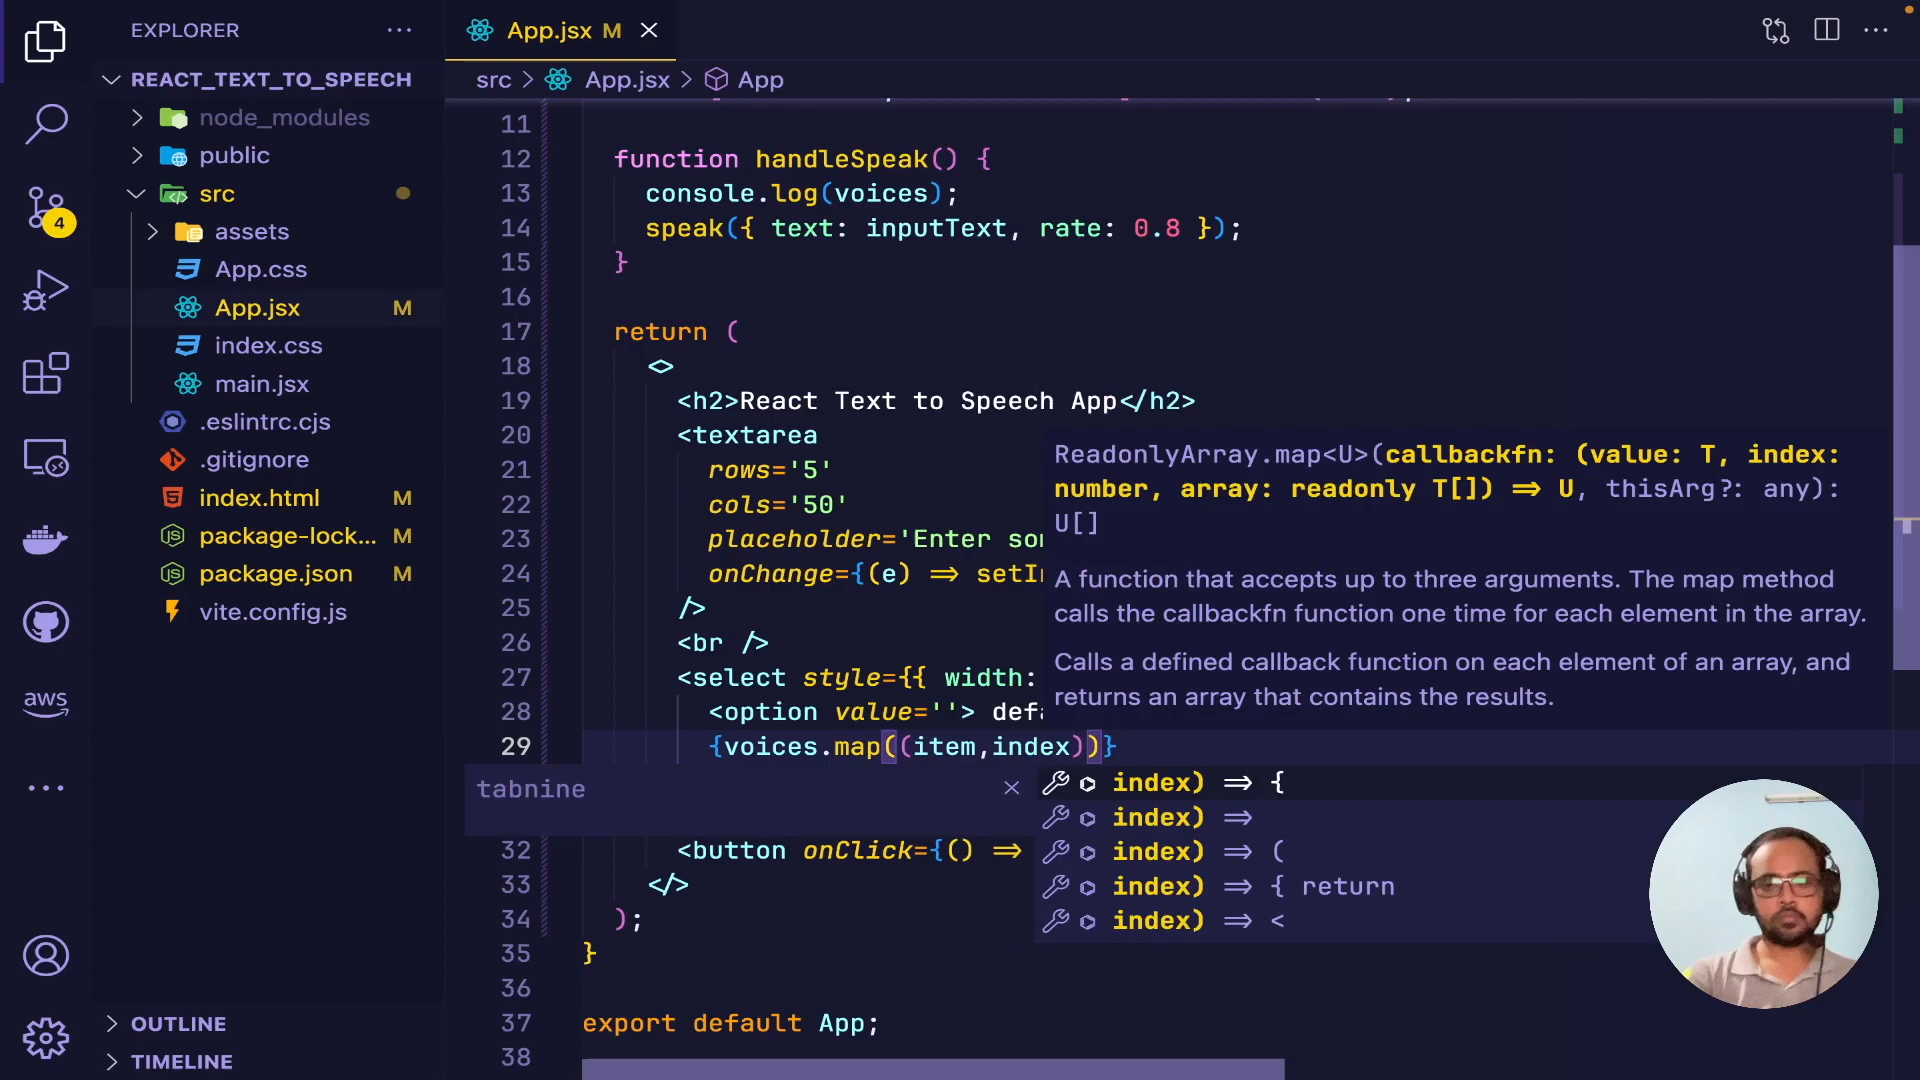 EXPLORER
REACT_TEXT_TO_SPEECH
node_modules
public
src
assets
App.css
App.jsx M
index.css
main.jsx
.eslintrc.cjs
.gitignore
index.html M
package-lock... M
package.json M
vite.config.js
OUTLINE
TIMELINE
4
aws
App.jsx M
src > App.jsx > App
11
12 function handleSpeak() {
13 console.log(voices);
14 speak({ text: inputText, rate: 0.8 });
15 }
16
17 return (
18 <>
19 <h2>React Text to Speech App</h2>
20 <textarea
21 rows='5'
22 cols='50'
23 placeholder='Enter
24 onChange={(e) =>
25 />
26 <br />
27 <select style={{ width:
28 <option value=''>
29 {voices.map((item,index))}
32 <button onClick={() =>
33 </>
34 );
35 }
36
37 export default App;
38
ReadonlyArray.map<U>(callbackfn: (value: T, index:
number, array: readonly T[]) => U, thisArg?: any):
U[]
A function that accepts up to three arguments. The map method
calls the callbackfn function one time for each element in the array.
Calls a defined callback function on each element of an array, and
returns an array that contains the results.
tabnine
index) => {
index) =>
index) => (
index) => { return
index) => <